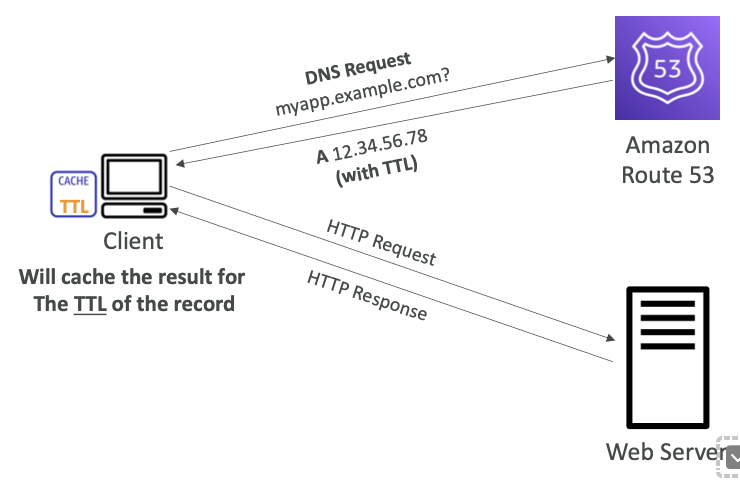 DNS Request
myapp.example.com?
53
Amazon
Route 53
A 12.34.56.78
(with TTL)
CACHE
TTL
Client
Will cache the result for
The TTL of the record
HTTP Request
HTTP Response
Web Server